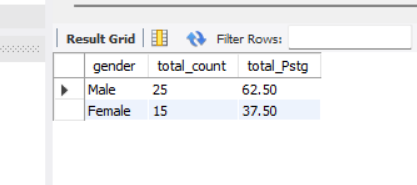 Result Grid Filter Rows:
gender total_count total_Pstg
Male 25 62.50
Female 15 37.50